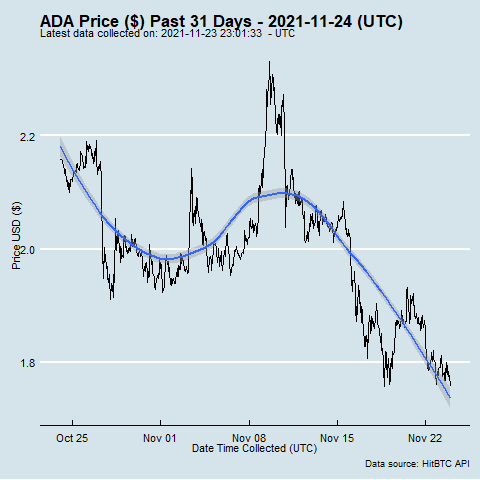 ADA Price ($) Past 31 Days - 2021-11-24 (UTC)
Latest data collected on: 2021-11-23 23:01:33  - UTC
Price USD ($)
2.2
2.0
1.8
Oct 25 Nov 01 Nov 08 Nov 15 Nov 22
Date Time Collected (UTC)
Data source: HitBTC API